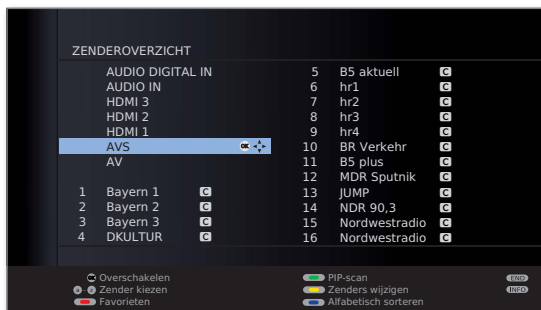 ZENDEROVERZICHT
AUDIO DIGITAL IN
AUDIO IN
HDMI 3
HDMI 2
HDMI 1
AVS OK
AV
1 Bayern 1 C
2 Bayern 2 C
3 Bayern 3 C
4 DKULTUR C
5 B5 aktuell C
6 hr1 C
7 hr2 C
8 hr3 C
9 hr4 C
10 BR Verkehr C
11 B5 plus C
12 MDR Sputnik C
13 JUMP C
14 NDR 90,3 C
15 Nordwestradio C
16 Nordwestradio C
OK Overschakelen
Zender kiezen
Favorieten
PIP-scan
Zenders wijzigen
Alfabetisch sorteren
END
INFO